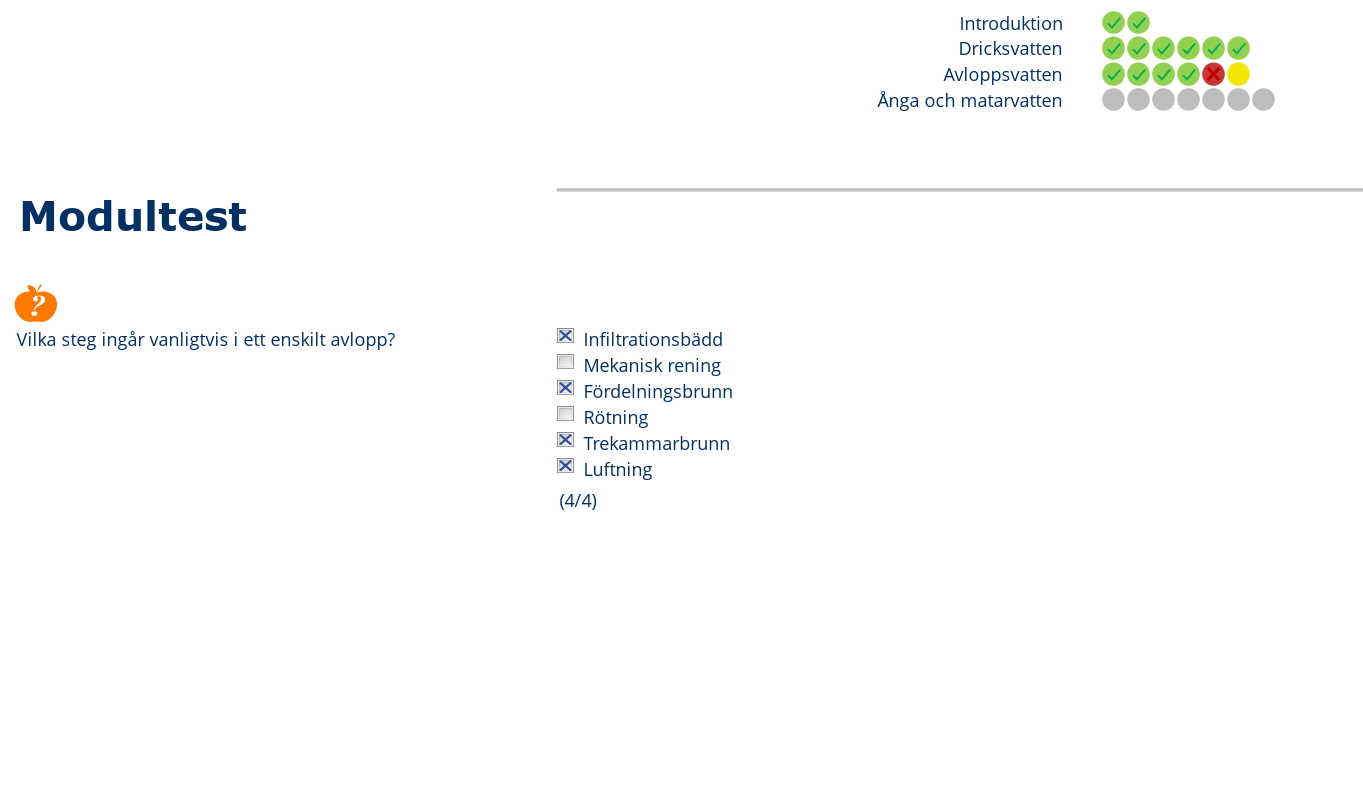 Introduktion
Dricksvatten
Avloppsvatten
Ånga och matarvatten
Modultest
?
Vilka steg ingår vanligtvis i ett enskilt avlopp?
Infiltrationsbädd
Mekanisk rening
Fördelningsbrunn
Rötning
Trekammarbrunn
Luftning
(4/4)